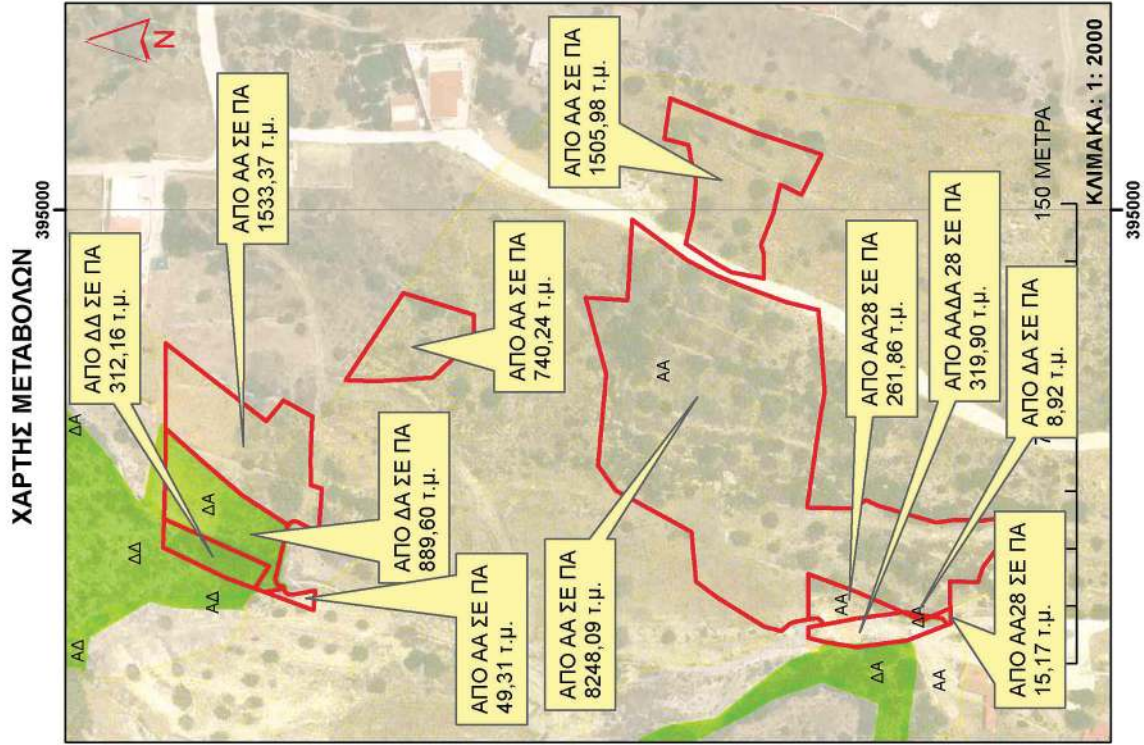 ΧΑΡΤΗΣ ΜΕΤΑΒΟΛΩΝ
395000
N
ΑΠΟ ΔΔ ΣΕ ΠΑ
312,16 τ.μ.
ΑΠΟ ΑΑ ΣΕ ΠΑ
1533,37 τ.μ.
ΔΑ
ΔΔ
ΑΔ
ΑΔ
ΔΑ
ΑΠΟ ΔΑ ΣΕ ΠΑ
889,60 τ.μ.
ΑΠΟ ΑΑ ΣΕ ΠΑ
49,31 τ.μ.
ΑΠΟ ΑΑ ΣΕ ΠΑ
740,24 τ.μ.
ΑΠΟ ΑΑ ΣΕ ΠΑ
1505,98 τ.μ.
ΑΠΟ ΑΑ ΣΕ ΠΑ
8248,09 τ.μ.
ΑΑ
ΑΠΟ ΑΑ28 ΣΕ ΠΑ
261,86 τ.μ.
ΑΠΟ ΑΑΔΑ 28 ΣΕ ΠΑ
319,90 τ.μ.
ΑΠΟ ΔΑ ΣΕ ΠΑ
8,92 τ.μ.
ΑΠΟ ΑΑ28 ΣΕ ΠΑ
15,17 τ.μ.
ΑΑ
ΔΑ
ΔΑ
ΑΑ
7
150 ΜΕΤΡΑ
ΚΛΙΜΑΚΑ: 1: 2000
395000